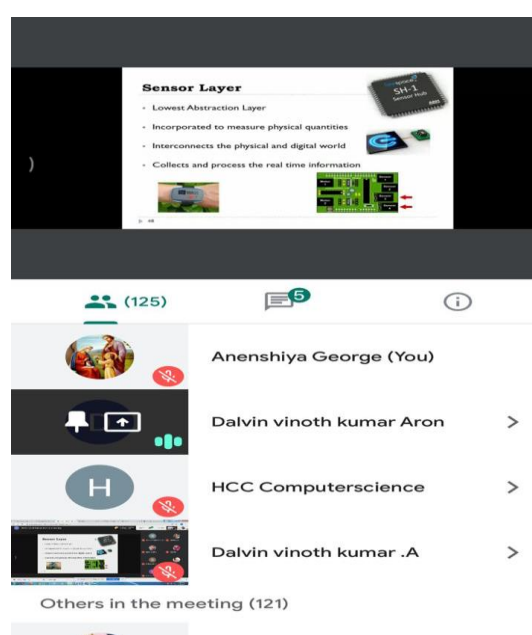 Sensor Layer
- Lowest Abstraction Layer
- Incorporated to measure physical quantities
- Interconnects the physical and digital world
- Collects and process the real time information
SH-1
Sensor Hub
(125)
5
Anenshiya George (You)
Dalvin vinoth kumar Aron
H
HCC Computerscience
Dalvin vinoth kumar .A
Others in the meeting (121)